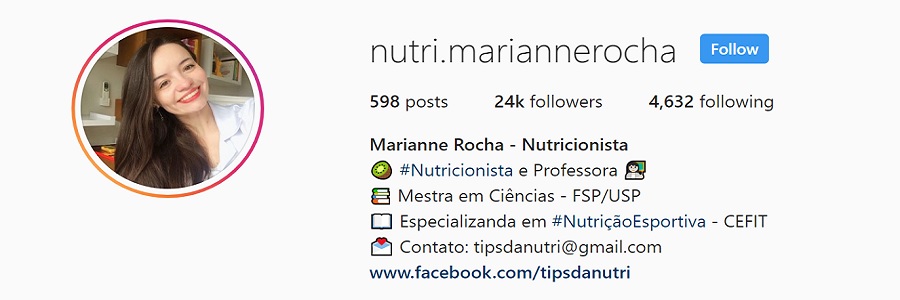 nutri.mariannerocha Follow
598 posts 24k followers 4,632 following
Marianne Rocha - Nutricionista
#Nutricionista e Professora
Mestra em Ciências - FSP/USP
Especializanda em #NutriçãoEsportiva - CEFIT
Contato: tipsdanutri@gmail.com
www.facebook.com/tipsdanutri